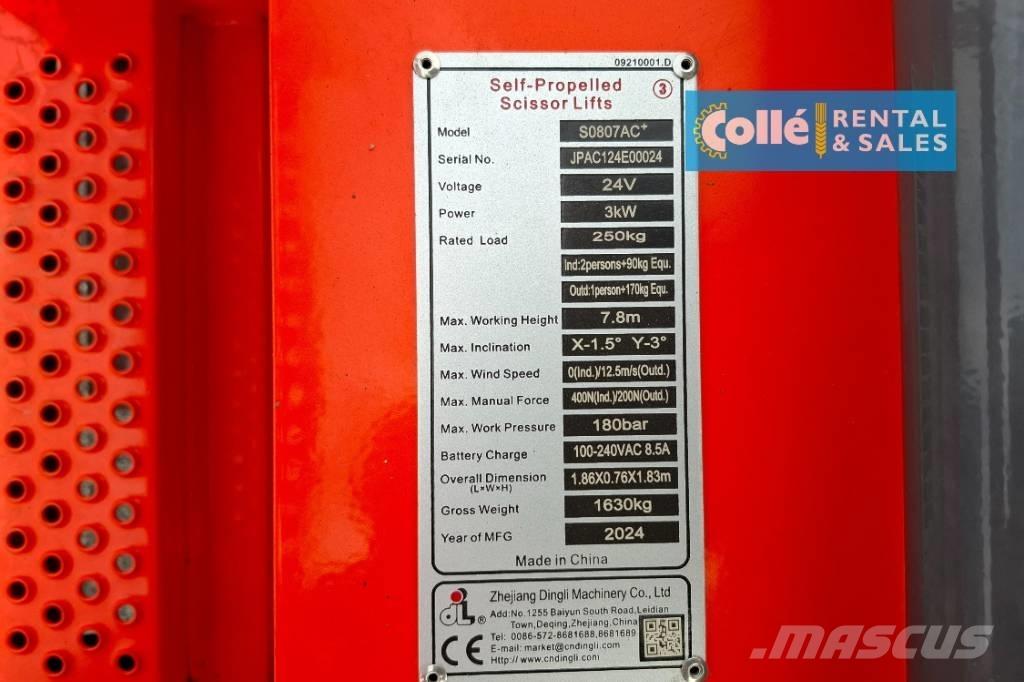 09210001.D
Self-Propelled
Scissor Lifts
3
Model S0807AC+
Serial No. JPAC124E00024
Voltage 24V
Power 3kW
Rated Load 250kg
Ind:2persons+90kg Equ.
Outd:1person+170kg Equ.
Max. Working Height 7.8m
Max. Inclination X-1.5° Y-3°
Max. Wind Speed 0(Ind.)/12.5m/s(Outd.)
Max. Manual Force 400N(Ind.)/200N(Outd.)
Max. Work Pressure 180bar
Battery Charge 100-240VAC 8.5A
Overall Dimension 1.86X0.76X1.83m
(L×W×H)
Gross Weight 1630kg
Year of MFG 2024
Made in China
Zhejiang Dingli Machinery Co., Ltd
Add:No.1255 Baiyun South Road,Leidian
Town,Deqing,Zhejiang,China
Tel: 0086-572-8681688,8681689
E-mail: market@cndingli.com
Http://www.cndingli.com
®
CE
Collé RENTAL
& SALES
MASCUS